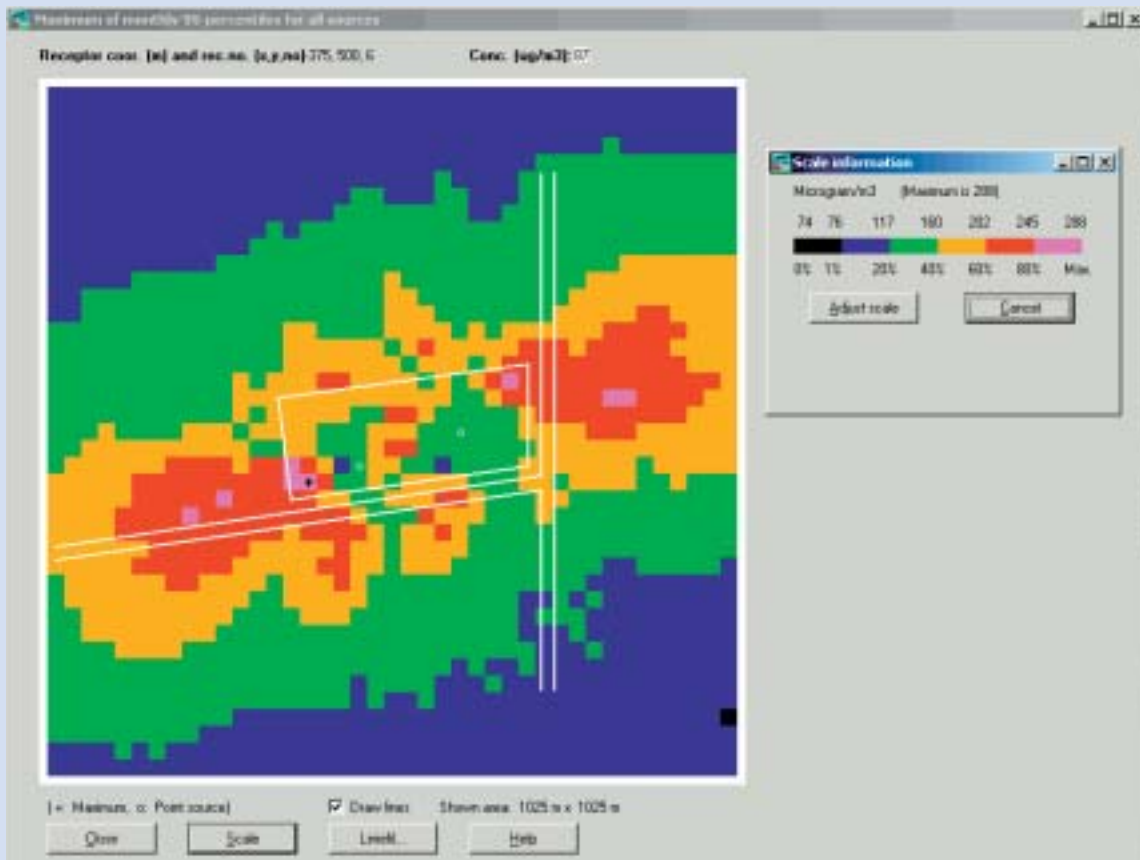 Maximum of monthly 99 percentiles for all sources
Receptor coor. (m) and rec.no. (x,y,no) 375, 500, 6
Conc. (ug/m3):
Scale information
Microgram/m3 (Maximum is 288)
74 76 117 160 202 245 288
0% 1% 20% 40% 60% 80% Max.
Adjust scale
Cancel
(+: Maximum, o: Point source)
Draw lines
Shown area: 1025 m x 1025 m
Close
Scale
Help